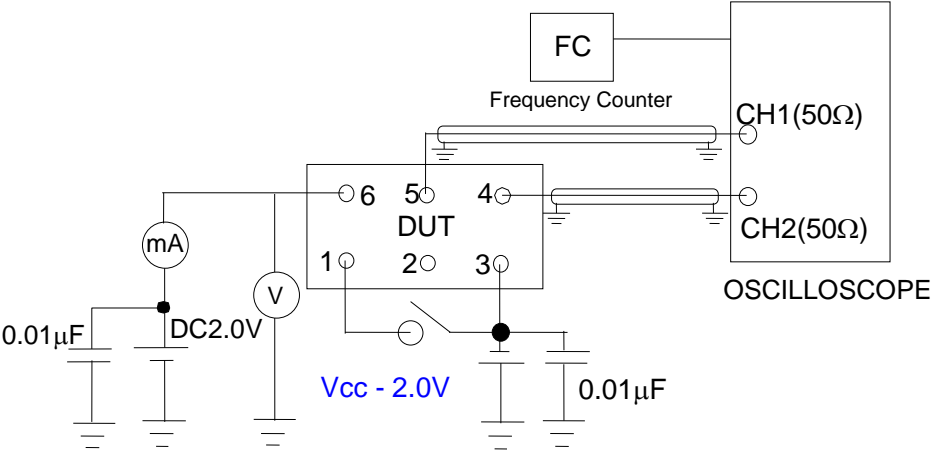 FC
Frequency Counter
CH1(50Ω)
CH2(50Ω)
OSCILLOSCOPE
6
5
4
DUT
1
2
3
mA
V
0.01μF
DC2.0V
Vcc - 2.0V
0.01μF